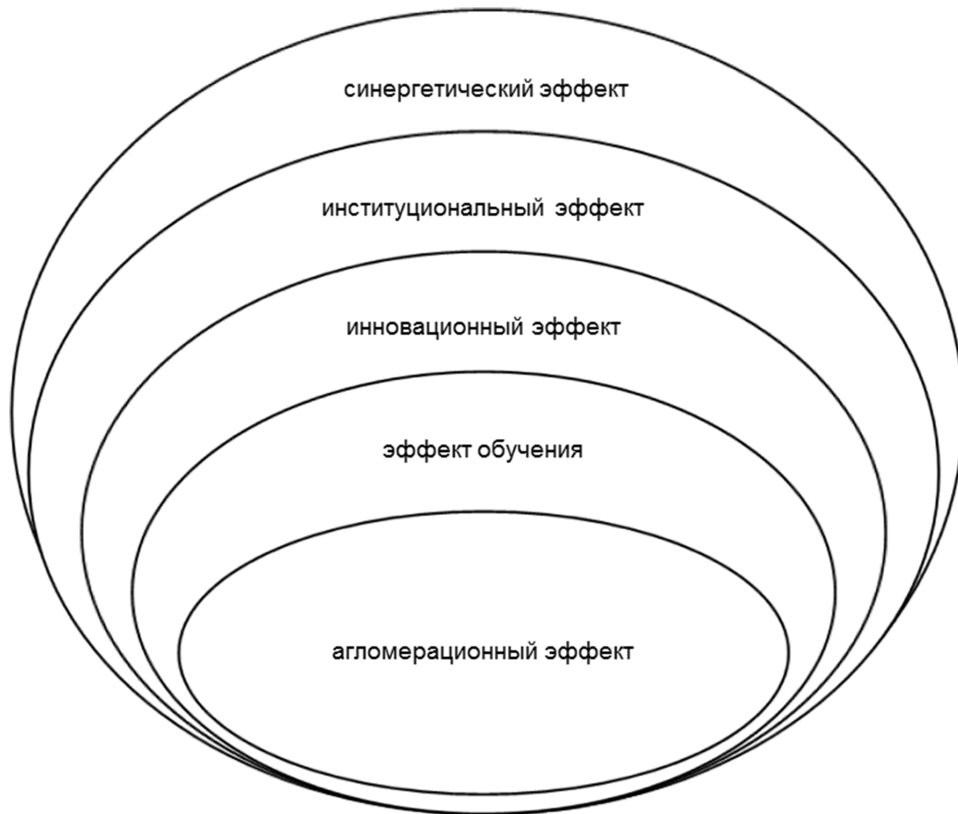 синергетический эффект
институциональный эффект
инновационный эффект
эффект обучения
агломерационный эффект